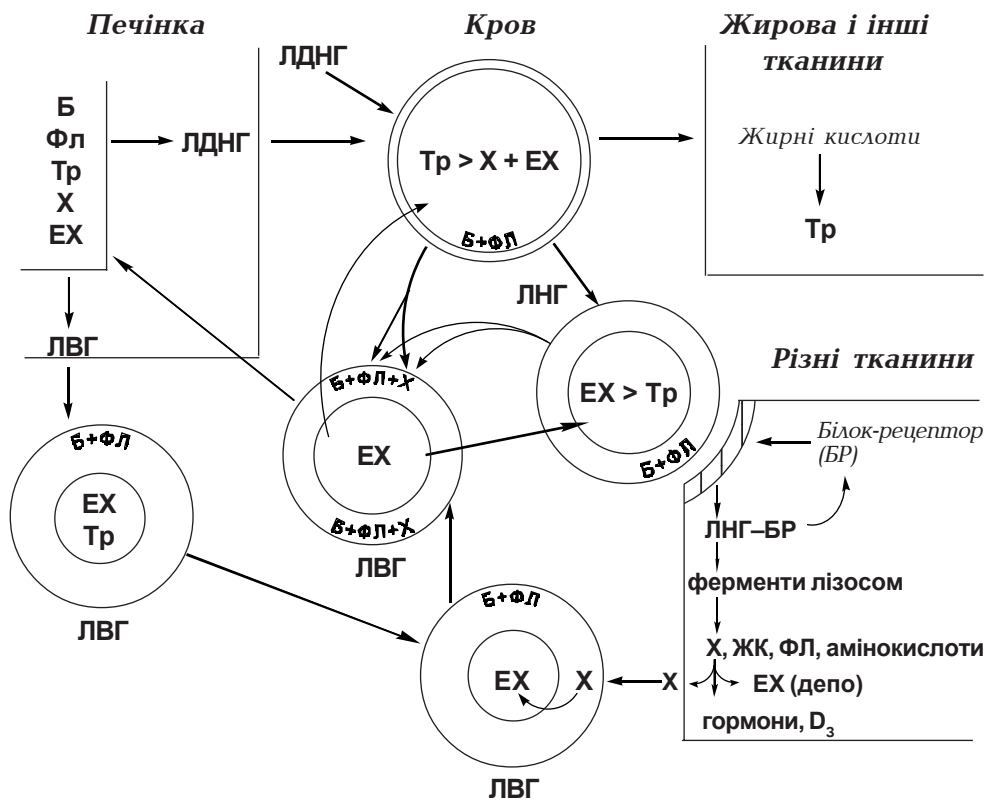 Печінка
Кров
Жирова і інші
тканини
ЛДНГ
Б
Фл
Тр
Х
ЕХ
ЛДНГ
Тр > Х + ЕХ
Б+ФЛ
Жирні кислоти
Тр
ЛНГ
ЛВГ
Різні тканини
Б+ФЛ+Х
ЕХ
Б+ФЛ+Х
ЛВГ
ЕХ > Тр
Б+ФЛ
Білок-рецептор
(БР)
Б+ФЛ
ЕХ
Тр
ЛВГ
ЛНГ–БР
ферменти лізосом
Х, ЖК, ФЛ, амінокислоти
ЕХ (депо)
гормони, D₃
Х
Б+ФЛ
ЕХ
Х
ЛВГ